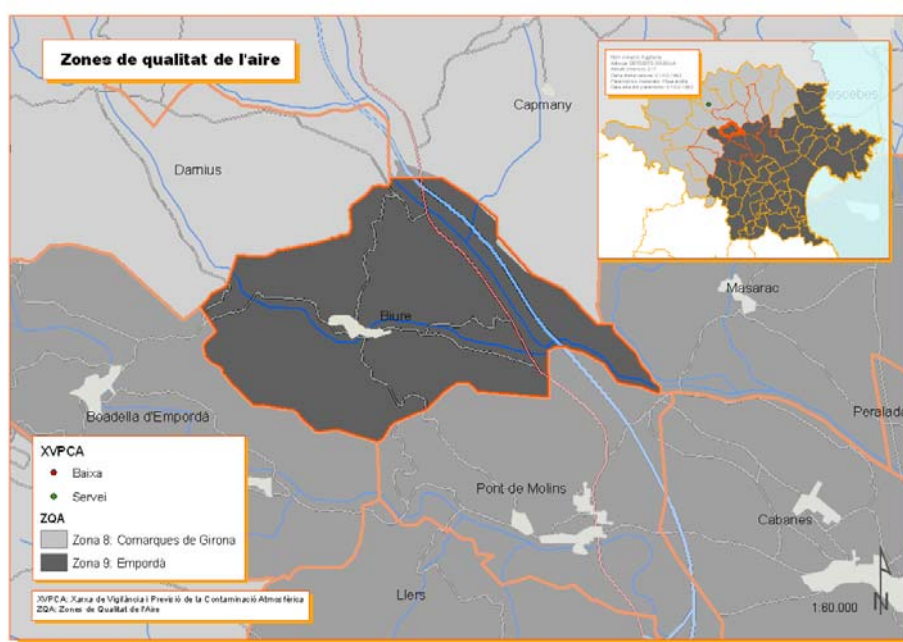 Zones de qualitat de l'aire
Capmany
Darnius
Masarac
Biure
Boadella d'Empordà
Peralada
XVPCA
Baixa
Servei
ZQA
Zona 8: Comarques de Girona
Zona 9: Empordà
Pont de Molins
Cabanes
Llers
XVPCA: Xarxa de Vigilància i Previsió de la Contaminació Atmosfèrica
ZQA: Zones de Qualitat de l'Aire
1:60.000
N